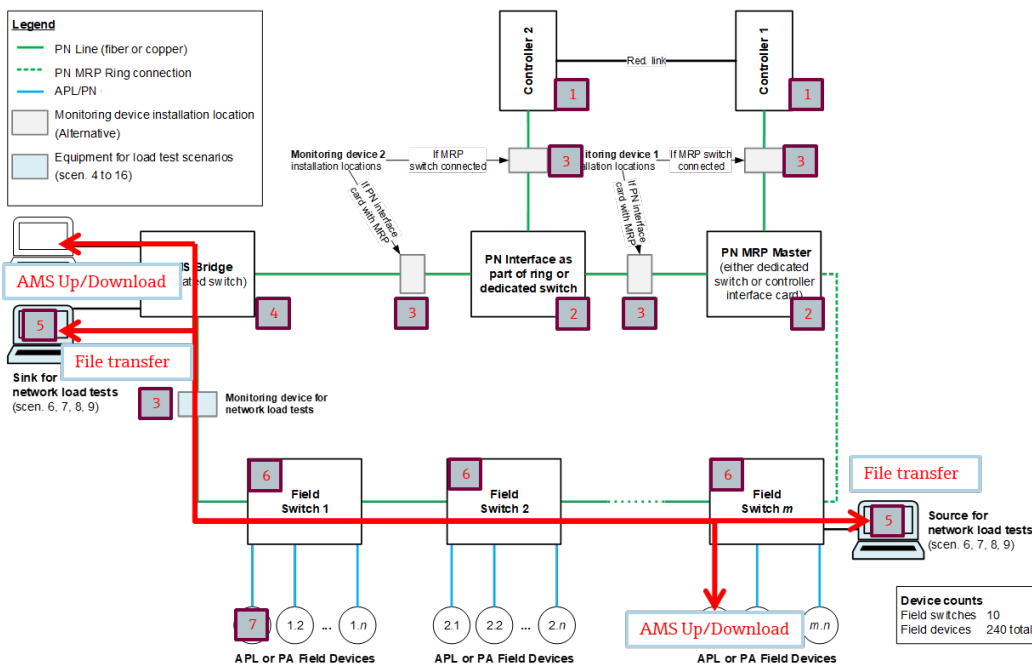 Legend
PN Line (fiber or copper)
PN MRP Ring connection
APL/PN
Monitoring device installation location
(Alternative)
Equipment for load test scenarios
(scen. 4 to 16)
Controller 2
Controller 1
Red. link
1
1
Monitoring device 2
installation locations
If MRP
switch connected
3
itoring device 1
allation locations
If MRP switch
connected
3
If PN interface
card with MRP
If PN interface
card with MRP
AMS Up/Download
S Bridge
ated switch)
4
3
PN Interface as
part of ring or
dedicated switch
2
3
PN MRP Master
(either dedicated
switch or controller
interface card)
2
5
File transfer
Sink for
network load tests
(scen. 6, 7, 8, 9)
3
Monitoring device for
network load tests
6
Field
Switch 1
6
Field
Switch 2
6
Field
Switch m
File transfer
5
Source for
network load tests
(scen. 6, 7, 8, 9)
7
1.2
...
1.n
2.1
2.2
...
2.n
AMS Up/Download
m.n
APL or PA Field Devices
APL or PA Field Devices
APL or PA Field Devices
Device counts
Field switches 10
Field devices 240 total